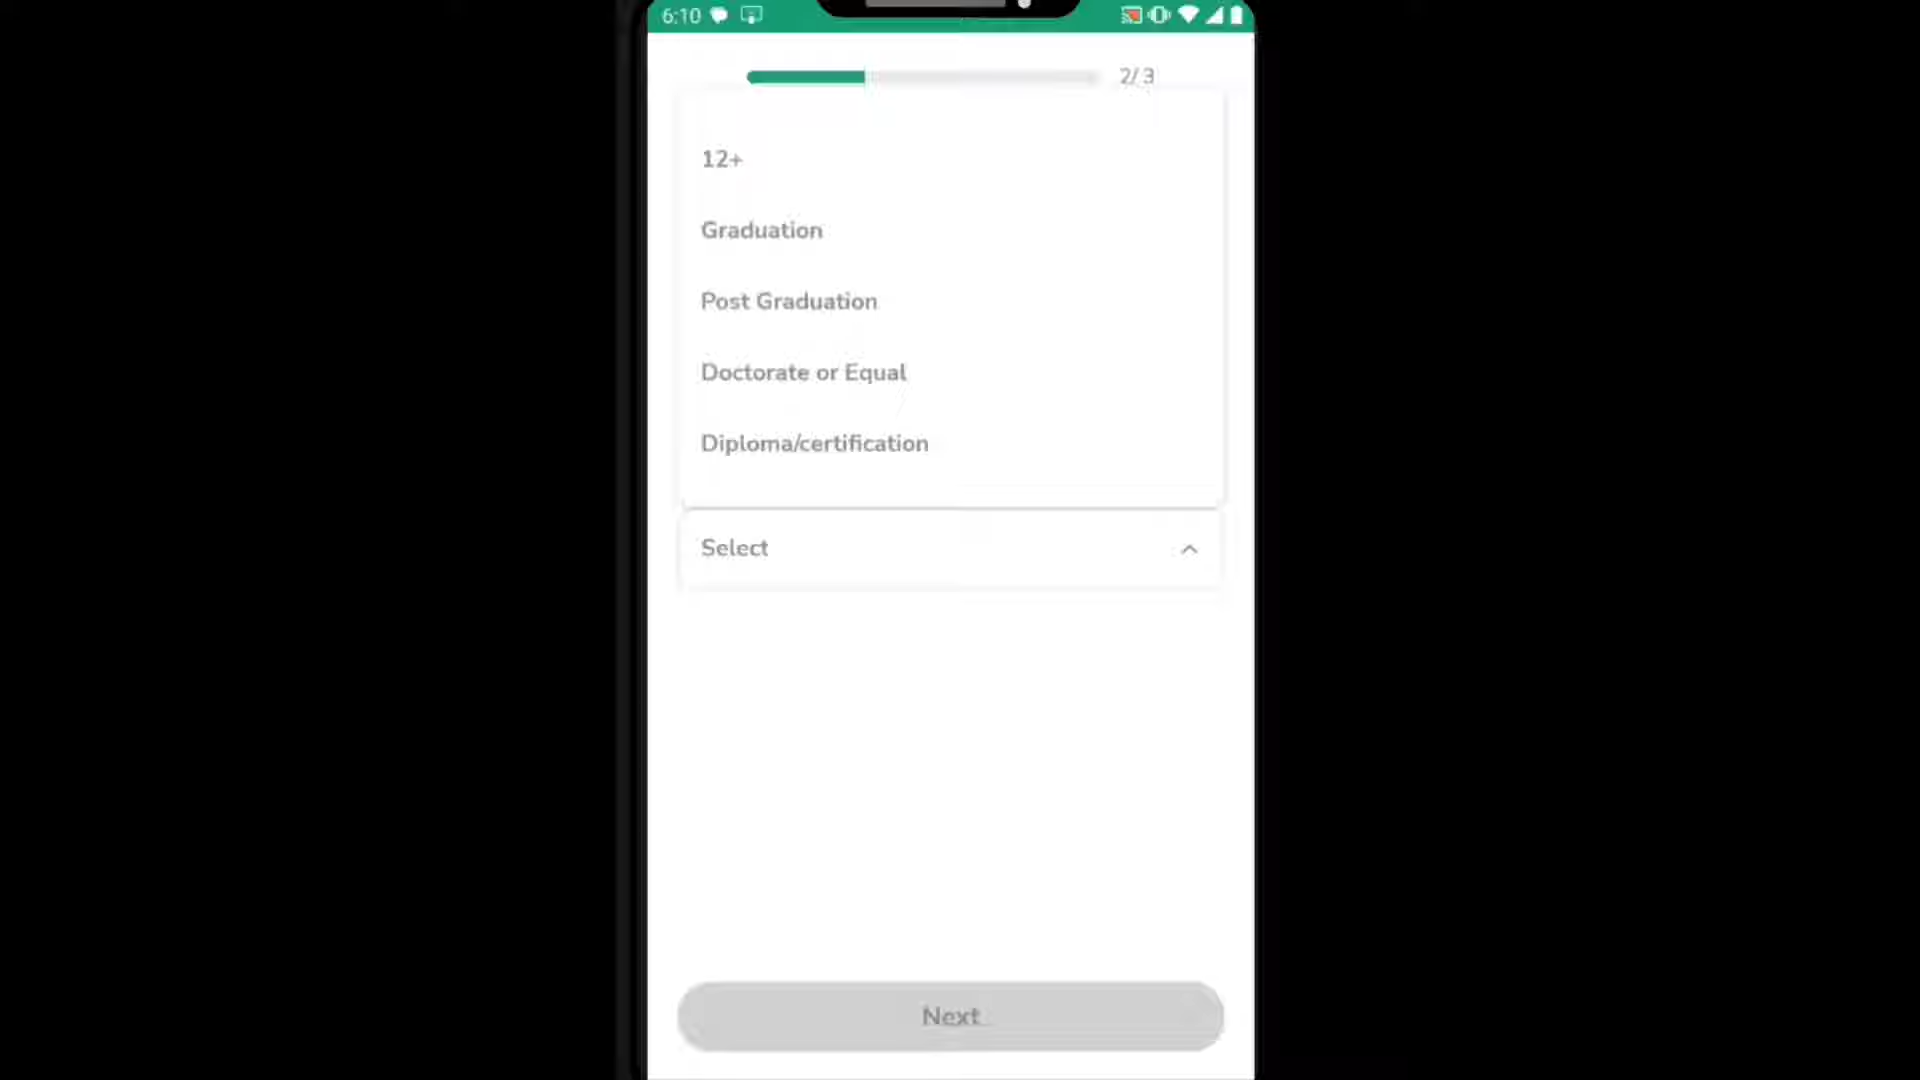 6:10
2/3
12+
Graduation
Post Graduation
Doctorate or Equal
Diploma/certification
Select
Next